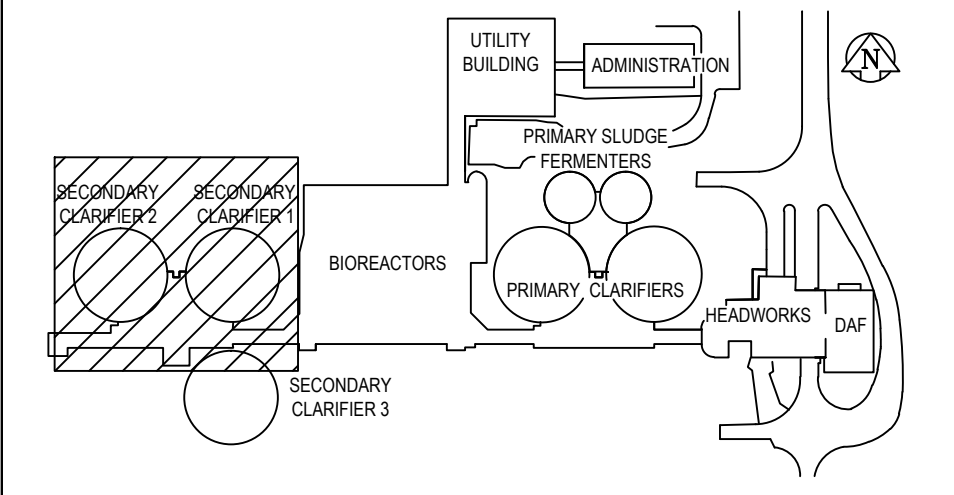 UTILITY
BUILDING
ADMINISTRATION
N
PRIMARY SLUDGE
FERMENTERS
SECONDARY
CLARIFIER 2
SECONDARY
CLARIFIER 1
BIOREACTORS
PRIMARY CLARIFIERS
HEADWORKS
DAF
SECONDARY
CLARIFIER 3